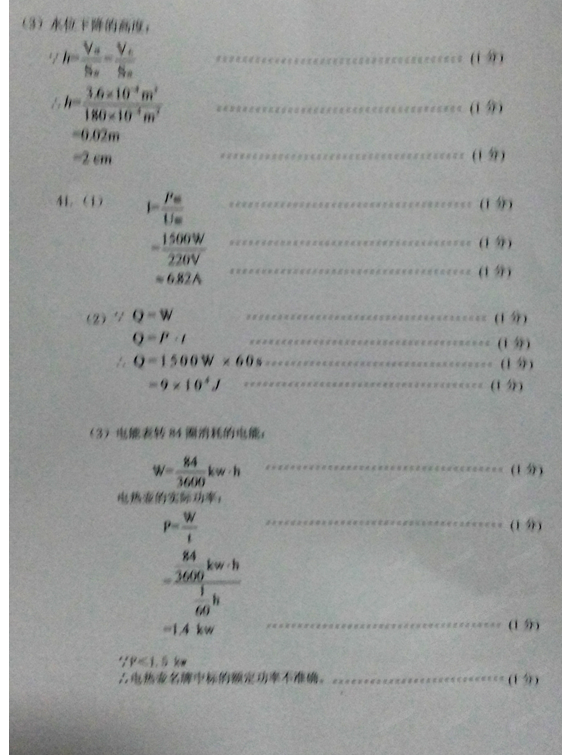 (3) 水位下降的高度:
∵ h=V排/S容=V石/S容 ………… (1 分)
∴ h=3.6×10⁻⁴m³/180×10⁻⁴m² ………… (1 分)
=0.02m
=2 cm ………… (1 分)
41. (1) I=P额/U额 ………… (1 分)
=1500W/220V ………… (1 分)
≈6.82A ………… (1 分)
(2) ∵ Q=W ………… (1 分)
Q=P·t ………… (1 分)
∴ Q=1500W×60s ………… (1 分)
=9×10⁴J ………… (1 分)
(3) 电能表转 84 圈消耗的电能:
W=84/3600 kw·h ………… (1 分)
电热壶的实际功率:
P=W/t ………… (1 分)
=84/3600 kw·h / 1/60 h
=1.4 kw ………… (1 分)
∵P<1.5 kw
∴电热壶名牌中标的额定功率不准确。………… (1 分)